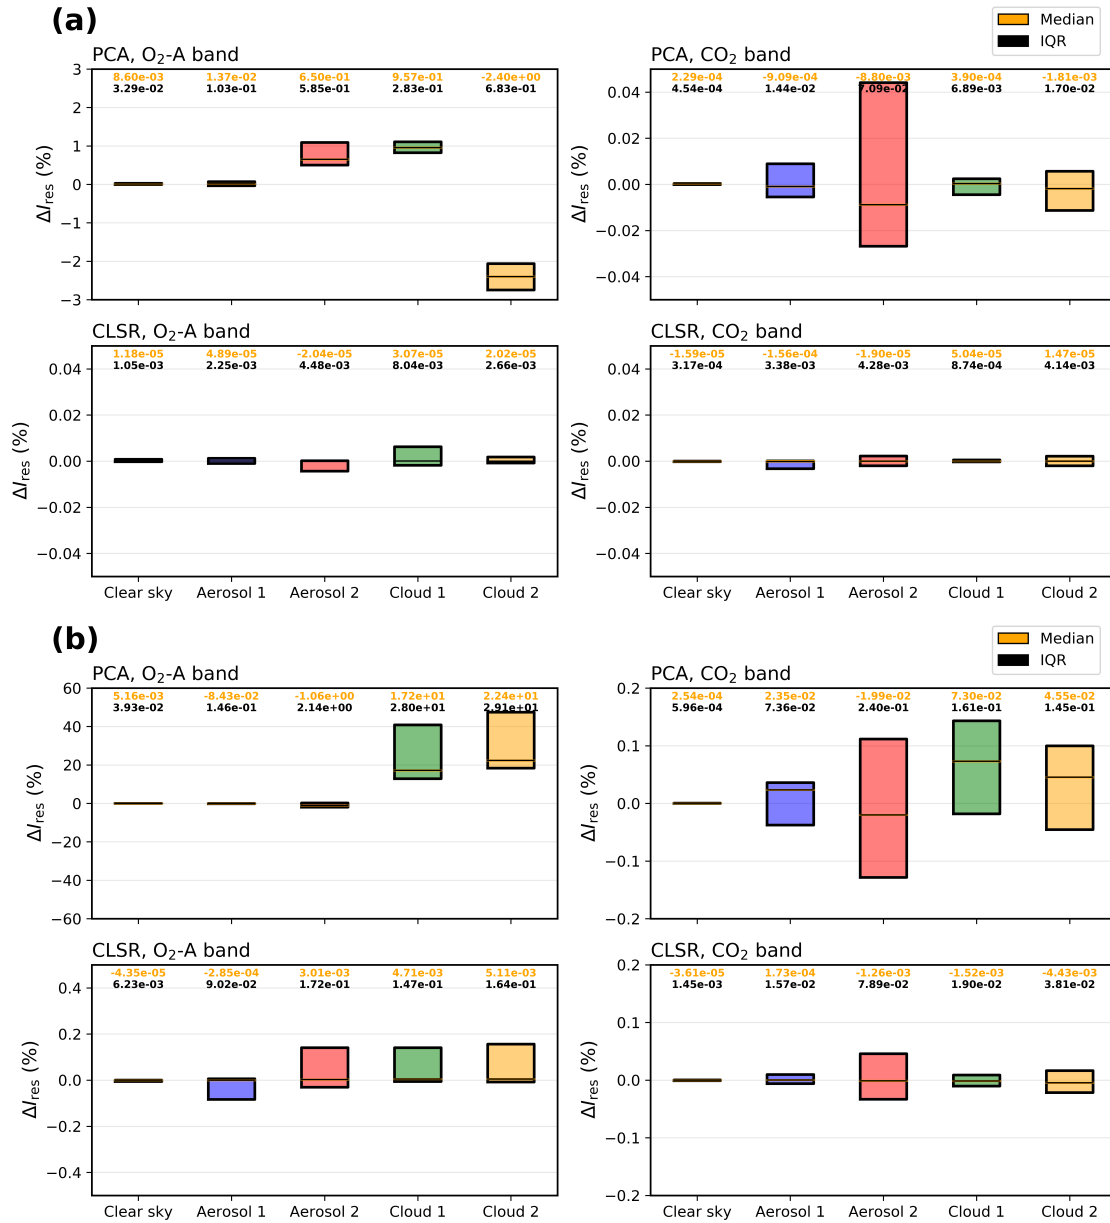 (a)
Median
IQR
PCA, O₂-A band
8.60e-03 1.37e-02 6.50e-01 9.57e-01 -2.40e+00
3.29e-02 1.03e-01 5.85e-01 2.83e-01 6.83e-01
3
2
1
0
−1
−2
−3
ΔI_res (%)
PCA, CO₂ band
2.29e-04 -9.09e-04 -8.80e-03 3.90e-04 -1.81e-03
4.54e-04 1.44e-02 7.09e-02 6.89e-03 1.70e-02
0.04
0.02
0.00
−0.02
−0.04
ΔI_res (%)
CLSR, O₂-A band
1.18e-05 4.89e-05 -2.04e-05 3.07e-05 2.02e-05
1.05e-03 2.25e-03 4.48e-03 8.04e-03 2.66e-03
0.04
0.02
0.00
−0.02
−0.04
ΔI_res (%)
Clear sky Aerosol 1 Aerosol 2 Cloud 1 Cloud 2
CLSR, CO₂ band
-1.59e-05 -1.56e-04 -1.90e-05 5.04e-05 1.47e-05
3.17e-04 3.38e-03 4.28e-03 8.74e-04 4.14e-03
0.04
0.02
0.00
−0.02
−0.04
ΔI_res (%)
Clear sky Aerosol 1 Aerosol 2 Cloud 1 Cloud 2
(b)
Median
IQR
PCA, O₂-A band
5.16e-03 -8.43e-02 -1.06e+00 1.72e+01 2.24e+01
3.93e-02 1.46e-01 2.14e+00 2.80e+01 2.91e+01
60
40
20
0
−20
−40
−60
ΔI_res (%)
PCA, CO₂ band
2.54e-04 2.35e-02 -1.99e-02 7.30e-02 4.55e-02
5.96e-04 7.36e-02 2.40e-01 1.61e-01 1.45e-01
0.2
0.1
0.0
−0.1
−0.2
ΔI_res (%)
CLSR, O₂-A band
-4.35e-05 -2.85e-04 3.01e-03 4.71e-03 5.11e-03
6.23e-03 9.02e-02 1.72e-01 1.47e-01 1.64e-01
0.4
0.2
0.0
−0.2
−0.4
ΔI_res (%)
Clear sky Aerosol 1 Aerosol 2 Cloud 1 Cloud 2
CLSR, CO₂ band
-3.61e-05 1.73e-04 -1.26e-03 -1.52e-03 -4.43e-03
1.45e-03 1.57e-02 7.89e-02 1.90e-02 3.81e-02
0.2
0.1
0.0
−0.1
−0.2
ΔI_res (%)
Clear sky Aerosol 1 Aerosol 2 Cloud 1 Cloud 2